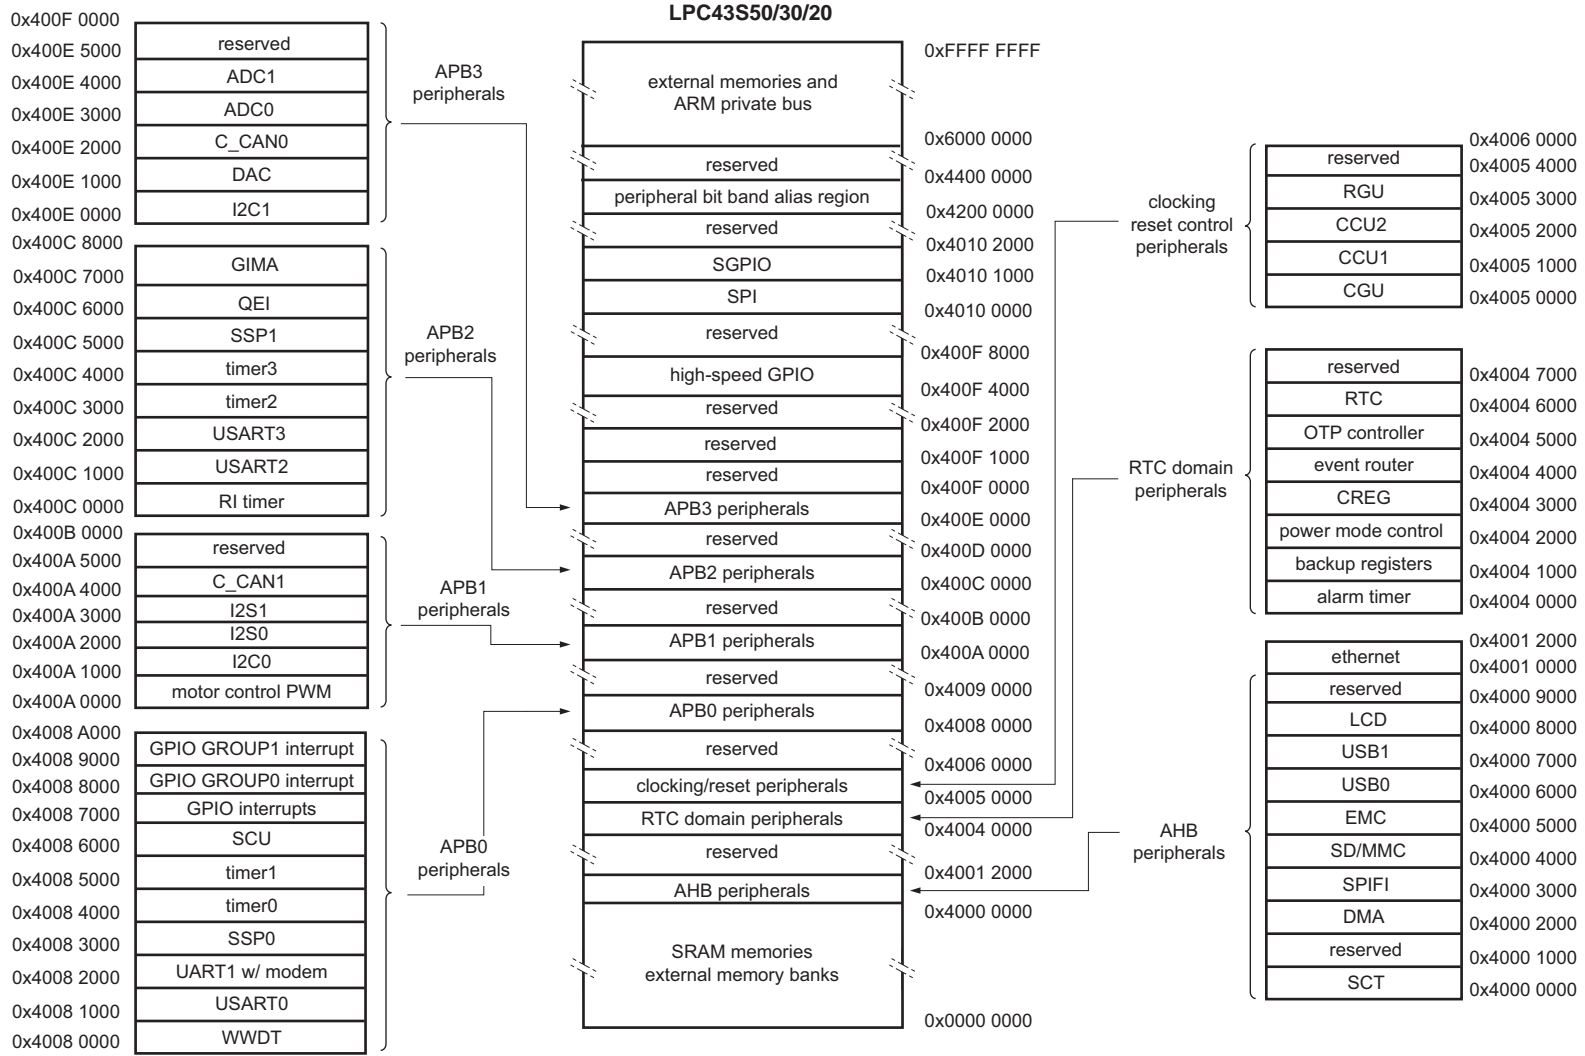 LPC43S50/30/20
0x400F 0000
reserved
0x400E 5000
ADC1
0x400E 4000
ADC0
0x400E 3000
C_CAN0
0x400E 2000
DAC
0x400E 1000
I2C1
0x400E 0000
APB3
peripherals
0x400C 8000
GIMA
0x400C 7000
QEI
0x400C 6000
SSP1
0x400C 5000
timer3
0x400C 4000
timer2
0x400C 3000
USART3
0x400C 2000
USART2
0x400C 1000
RI timer
0x400C 0000
APB2
peripherals
0x400B 0000
reserved
0x400A 5000
C_CAN1
0x400A 4000
I2S1
0x400A 3000
I2S0
0x400A 2000
I2C0
0x400A 1000
motor control PWM
0x400A 0000
APB1
peripherals
0x4008 A000
GPIO GROUP1 interrupt
0x4008 9000
GPIO GROUP0 interrupt
0x4008 8000
GPIO interrupts
0x4008 7000
SCU
0x4008 6000
timer1
0x4008 5000
timer0
0x4008 4000
SSP0
0x4008 3000
UART1 w/ modem
0x4008 2000
USART0
0x4008 1000
WWDT
0x4008 0000
APB0
peripherals
0xFFFF FFFF
external memories and
ARM private bus
0x6000 0000
reserved
0x4400 0000
peripheral bit band alias region
0x4200 0000
reserved
0x4010 2000
SGPIO
0x4010 1000
SPI
0x4010 0000
reserved
0x400F 8000
high-speed GPIO
0x400F 4000
reserved
0x400F 2000
reserved
0x400F 1000
reserved
0x400F 0000
APB3 peripherals
0x400E 0000
reserved
0x400D 0000
APB2 peripherals
0x400C 0000
reserved
0x400B 0000
APB1 peripherals
0x400A 0000
reserved
0x4009 0000
APB0 peripherals
0x4008 0000
reserved
0x4006 0000
clocking/reset peripherals
0x4005 0000
RTC domain peripherals
0x4004 0000
reserved
0x4001 2000
AHB peripherals
0x4000 0000
SRAM memories
external memory banks
0x0000 0000
clocking
reset control
peripherals
0x4006 0000
reserved
0x4005 4000
RGU
0x4005 3000
CCU2
0x4005 2000
CCU1
0x4005 1000
CGU
0x4005 0000
RTC domain
peripherals
reserved
0x4004 7000
RTC
0x4004 6000
OTP controller
0x4004 5000
event router
0x4004 4000
CREG
0x4004 3000
power mode control
0x4004 2000
backup registers
0x4004 1000
alarm timer
0x4004 0000
AHB
peripherals
0x4001 2000
ethernet
0x4001 0000
reserved
0x4000 9000
LCD
0x4000 8000
USB1
0x4000 7000
USB0
0x4000 6000
EMC
0x4000 5000
SD/MMC
0x4000 4000
SPIFI
0x4000 3000
DMA
0x4000 2000
reserved
0x4000 1000
SCT
0x4000 0000